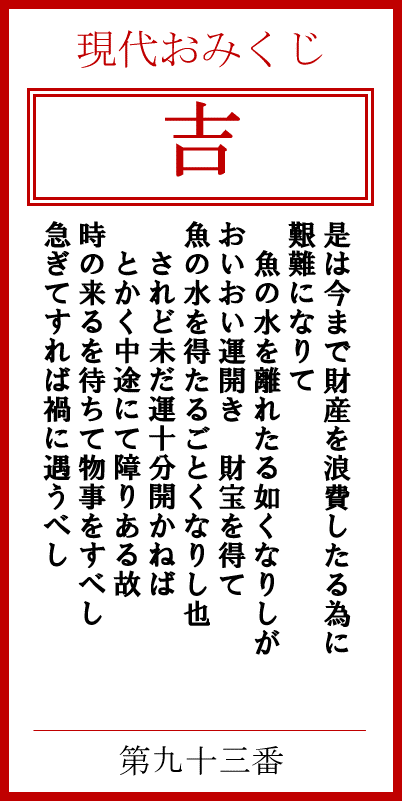 現代おみくじ
吉
是は今まで財産を浪費したる為に
艱難になりて
魚の水を離れたる如くなりしが
おいおい運開き　財宝を得て
魚の水を得たるごとくなりし也
されど未だ運十分開かねば
とかく中途にて障りある故
時の来るを待ちて物事をすべし
急ぎてすれば禍に遇うべし
第九十三番